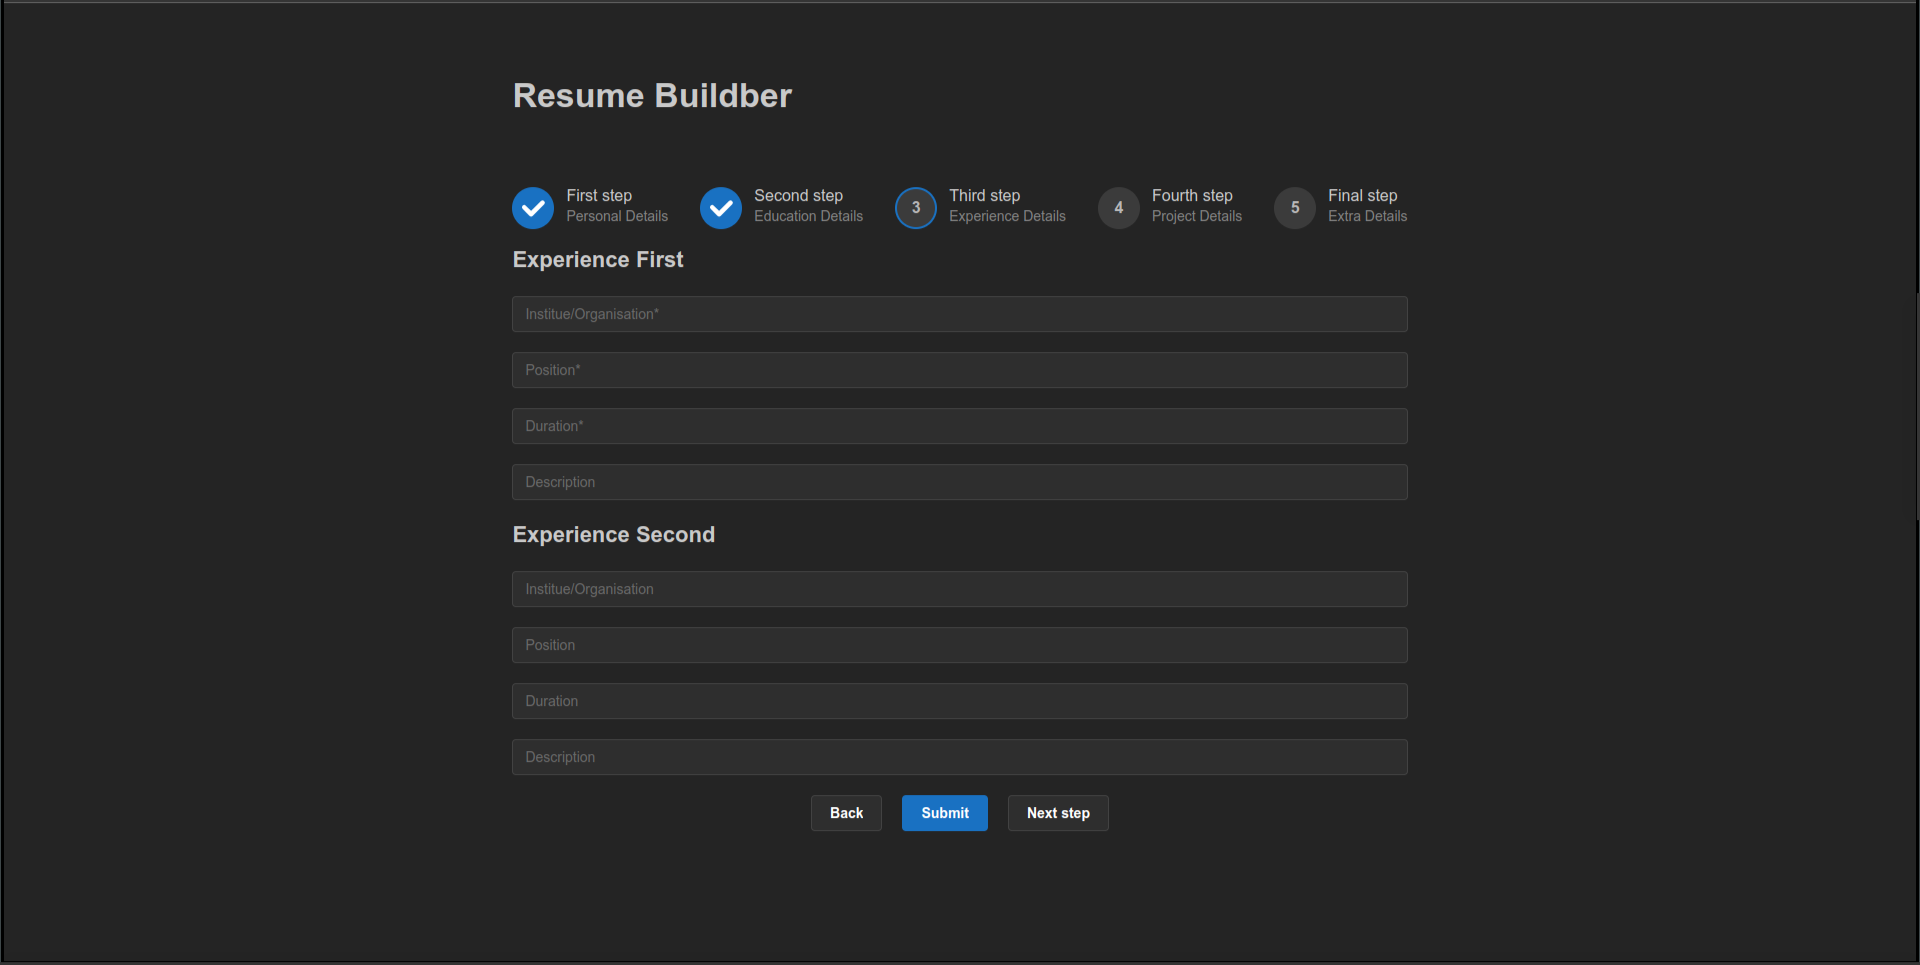 Resume Buildber
First step
Personal Details
Second step
Education Details
3
Third step
Experience Details
4
Fourth step
Project Details
5
Final step
Extra Details
Experience First
Institue/Organisation*
Position*
Duration*
Description
Experience Second
Institue/Organisation
Position
Duration
Description
Back
Submit
Next step